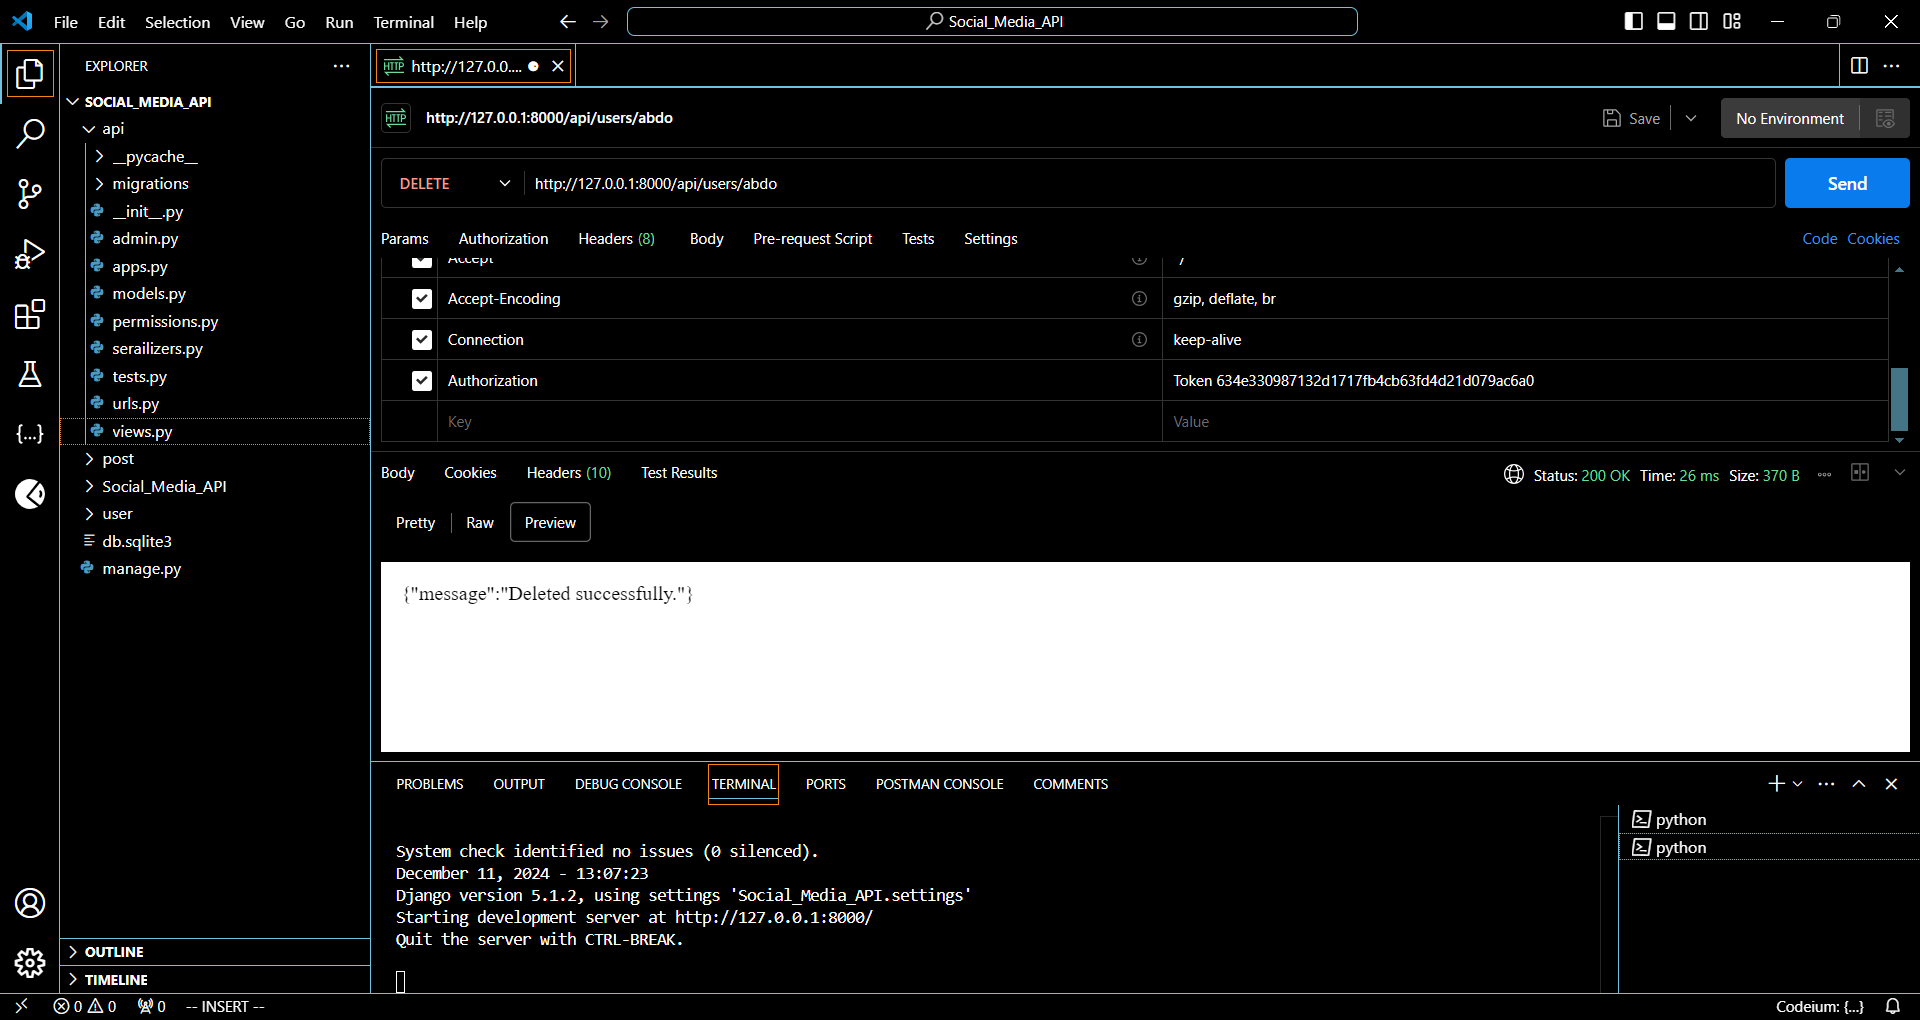 File Edit Selection View Go Run Terminal Help
Social_Media_API
EXPLORER
SOCIAL_MEDIA_API
api
__pycache__
migrations
__init__.py
admin.py
apps.py
models.py
permissions.py
serailizers.py
tests.py
urls.py
views.py
post
Social_Media_API
user
db.sqlite3
manage.py
OUTLINE
TIMELINE
HTTP http://127.0.0....
HTTP http://127.0.0.1:8000/api/users/abdo
Save
No Environment
DELETE http://127.0.0.1:8000/api/users/abdo
Send
Params Authorization Headers (8) Body Pre-request Script Tests Settings
Code Cookies
Accept
Accept-Encoding gzip, deflate, br
Connection keep-alive
Authorization Token 634e330987132d1717fb4cb63fd4d21d079ac6a0
Key Value
Body Cookies Headers (10) Test Results
Status: 200 OK Time: 26 ms Size: 370 B
Pretty Raw Preview
{"message":"Deleted successfully."}
PROBLEMS OUTPUT DEBUG CONSOLE TERMINAL PORTS POSTMAN CONSOLE COMMENTS
System check identified no issues (0 silenced).
December 11, 2024 - 13:07:23
Django version 5.1.2, using settings 'Social_Media_API.settings'
Starting development server at http://127.0.0.1:8000/
Quit the server with CTRL-BREAK.
python
python
0 0 0 -- INSERT --
Codeium: {...}